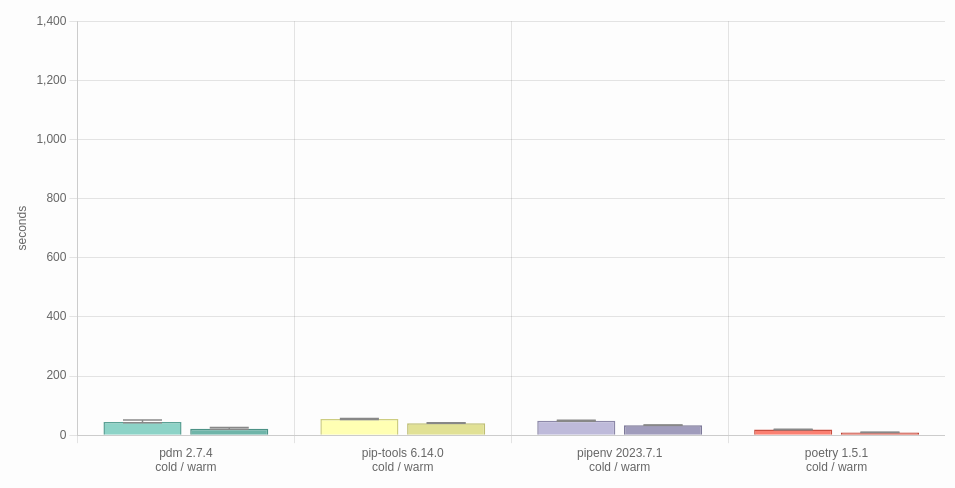 1,400
1,200
1,000
800
600
400
200
0
seconds
pdm 2.7.4
cold / warm
pip-tools 6.14.0
cold / warm
pipenv 2023.7.1
cold / warm
poetry 1.5.1
cold / warm